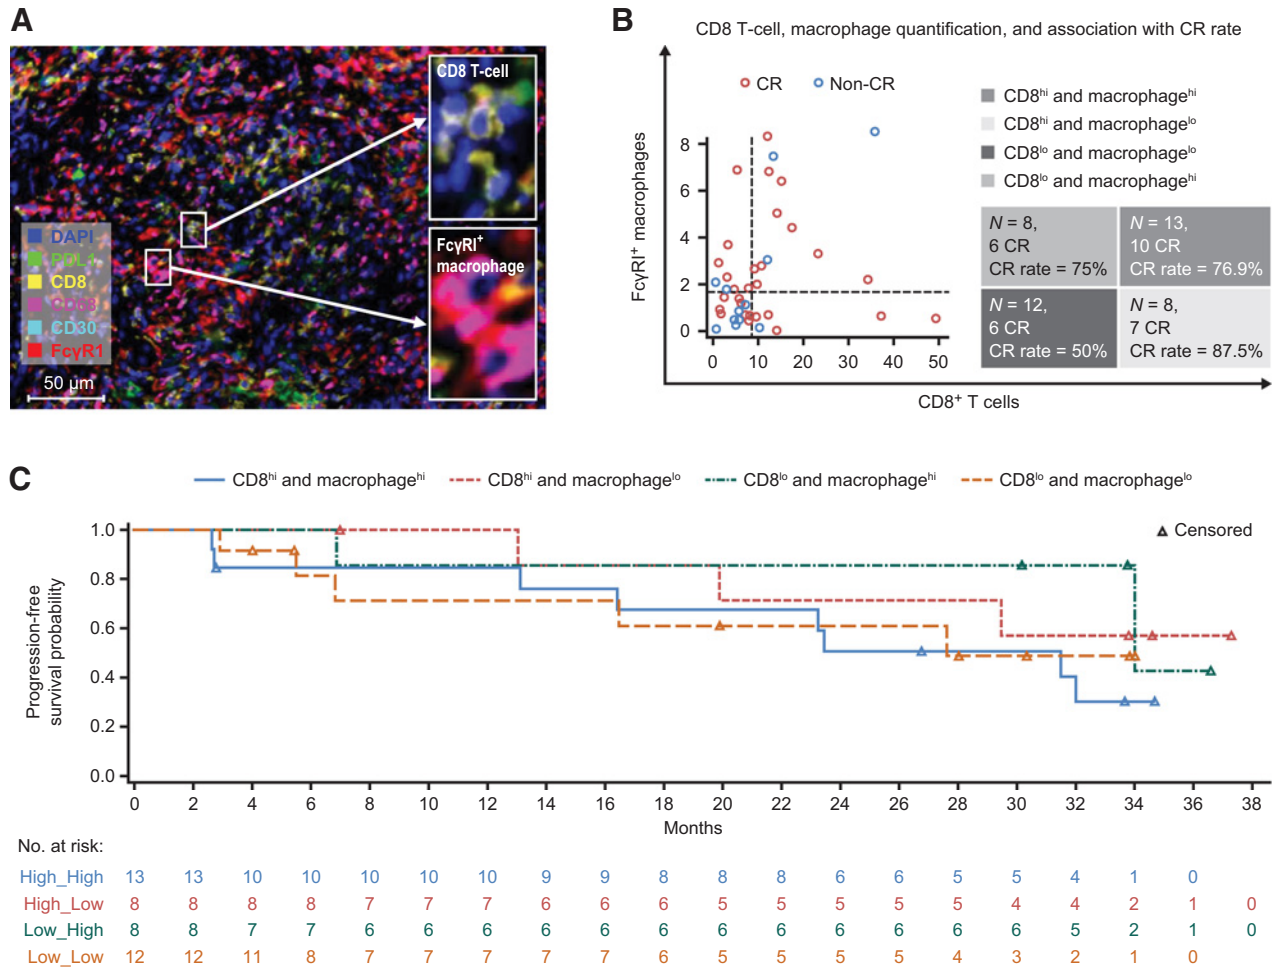 A
CD8 T-cell
FcγRI⁺
macrophage
DAPI
PDL1
CD8
CD68
CD30
FcγR1
50 μm
B
CD8 T-cell, macrophage quantification, and association with CR rate
CR
Non-CR
FcγRI⁺ macrophages
8
6
4
2
0
0 10 20 30 40 50
CD8⁺ T cells
CD8ʰⁱ and macrophageʰⁱ
CD8ʰⁱ and macrophageˡᵒ
CD8ˡᵒ and macrophageˡᵒ
CD8ˡᵒ and macrophageʰⁱ
N = 8,
6 CR
CR rate = 75%
N = 13,
10 CR
CR rate = 76.9%
N = 12,
6 CR
CR rate = 50%
N = 8,
7 CR
CR rate = 87.5%
C
CD8ʰⁱ and macrophageʰⁱ CD8ʰⁱ and macrophageˡᵒ CD8ˡᵒ and macrophageʰⁱ CD8ˡᵒ and macrophageˡᵒ
Censored
Progression-free
survival probability
1.0
0.8
0.6
0.4
0.2
0.0
0 2 4 6 8 10 12 14 16 18 20 22 24 26 28 30 32 34 36 38
Months
No. at risk:
High_High 13 13 10 10 10 10 10 9 9 8 8 8 6 6 5 5 4 1 0
High_Low 8 8 8 8 7 7 7 6 6 6 5 5 5 5 5 4 4 2 1 0
Low_High 8 8 7 7 6 6 6 6 6 6 6 6 6 6 6 6 5 2 1 0
Low_Low 12 12 11 8 7 7 7 7 7 6 5 5 5 5 4 3 2 1 0